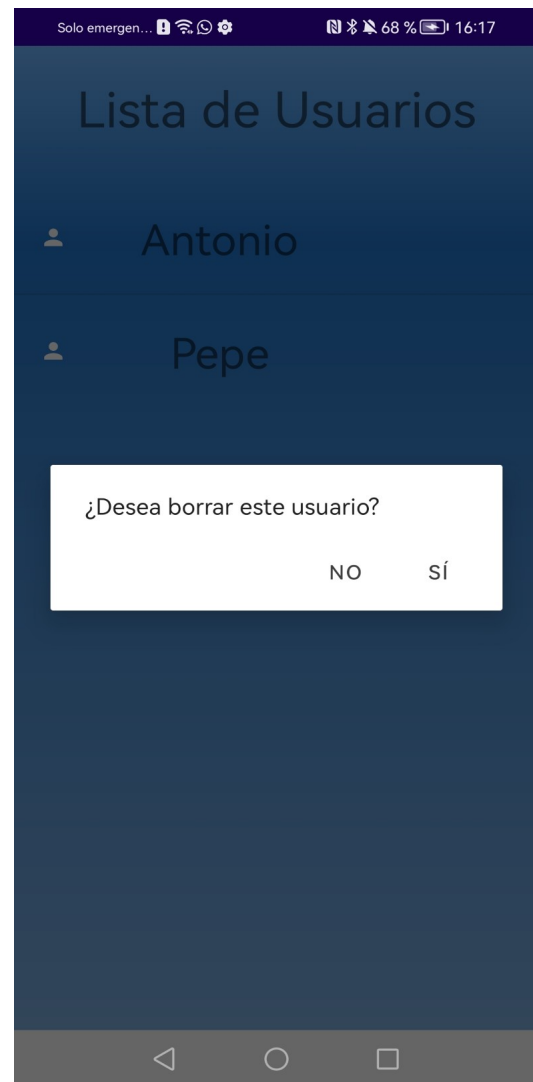 Solo emergen... 68 % 16:17
Lista de Usuarios
Antonio
Pepe
¿Desea borrar este usuario?
NO SÍ